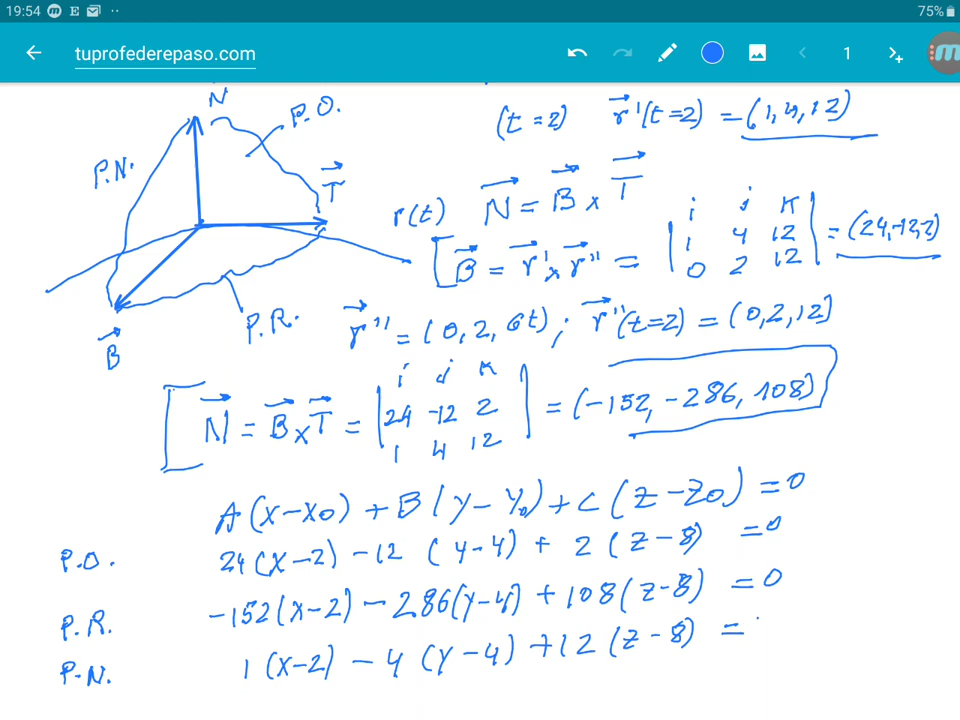 19:54 M E ·· 75%
tuprofederepaso.com 1
N P.O. (t=2) r⃗'(t=2) = (1,4,12)
P.N. T⃗ r(t) N⃗ = B⃗ x T⃗
i j K
[B⃗ = r⃗' x r⃗'' = | 1 4 12 | = (24,-12,2)
0 2 12
B⃗ P.R. r⃗'' = (0, 2, 6t) ; r⃗''(t=2) = (0,2,12)
i j K
[N⃗ = B⃗ x T⃗ = | 24 -12 2 | = (-152, -286, 108)
1 4 12
A(x-x0) + B(y-y0) + C(z-z0) = 0
P.O. 24(x-2) -12 (y-4) + 2 (z-8) = 0
P.R. -152(x-2) - 286(y-4) + 108(z-8) = 0
P.N. 1(x-2) - 4(y-4) + 12(z-8) =